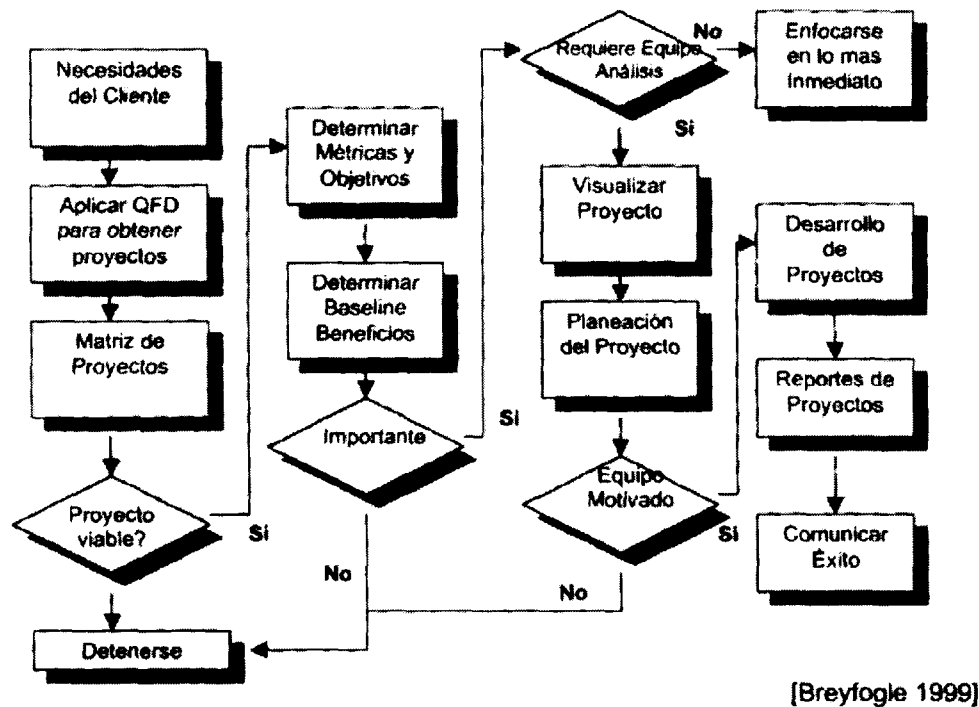 Necesidades
del Cliente
Aplicar QFD
para obtener
proyectos
Matriz de
Proyectos
Proyecto
viable?
Si
Detenerse
Determinar
Métricas y
Objetivos
Determinar
Baseline
Beneficios
Importante
Si
No
Requiere Equipo
Análisis
No
Si
Enfocarse
en lo mas
Inmediato
Visualizar
Proyecto
Planeación
del Proyecto
Equipo
Motivado
Si
No
Desarrollo
de
Proyectos
Reportes de
Proyectos
Comunicar
Éxito
[Breyfogle 1999]